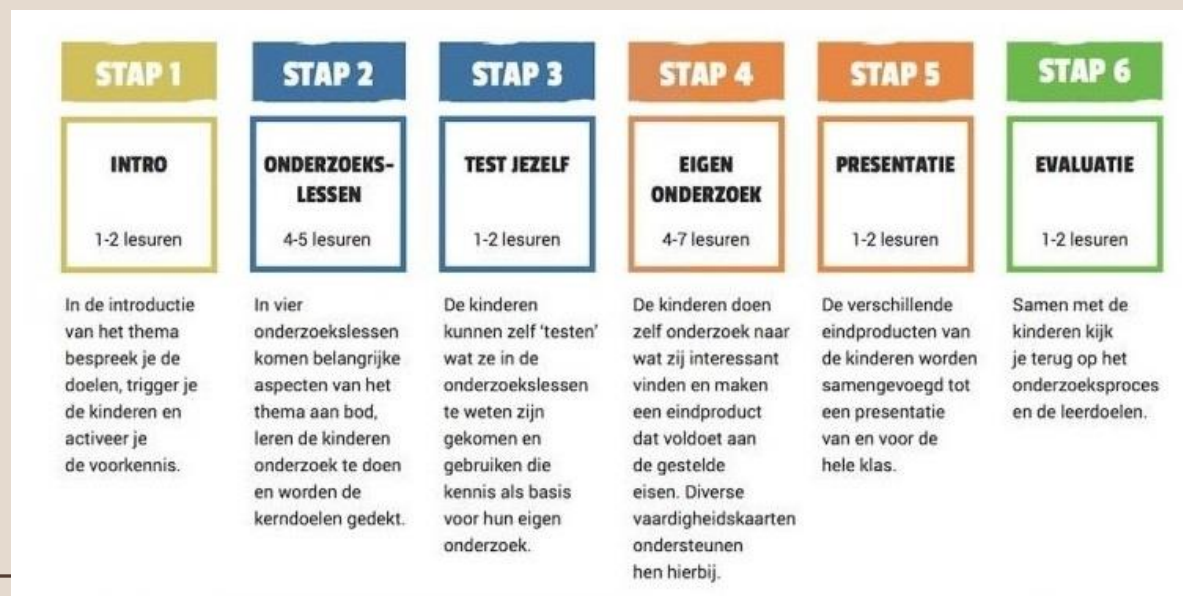 STAP 1
INTRO
1-2 lesuren
In de introductie
van het thema
bespreek je de
doelen, trigger je
de kinderen en
activeer je
de voorkennis.
STAP 2
ONDERZOEKS-
LESSEN
4-5 lesuren
In vier
onderzoekslessen
komen belangrijke
aspecten van het
thema aan bod,
leren de kinderen
onderzoek te doen
en worden de
kerndoelen gedekt.
STAP 3
TEST JEZELF
1-2 lesuren
De kinderen
kunnen zelf ‘testen’
wat ze in de
onderzoekslessen
te weten zijn
gekomen en
gebruiken die
kennis als basis
voor hun eigen
onderzoek.
STAP 4
EIGEN
ONDERZOEK
4-7 lesuren
De kinderen doen
zelf onderzoek naar
wat zij interessant
vinden en maken
een eindproduct
dat voldoet aan
de gestelde
eisen. Diverse
vaardigheidskaarten
ondersteunen
hen hierbij.
STAP 5
PRESENTATIE
1-2 lesuren
De verschillende
eindproducten van
de kinderen worden
samengevoegd tot
een presentatie
van en voor de
hele klas.
STAP 6
EVALUATIE
1-2 lesuren
Samen met de
kinderen kijk
je terug op het
onderzoeksproces
en de leerdoelen.